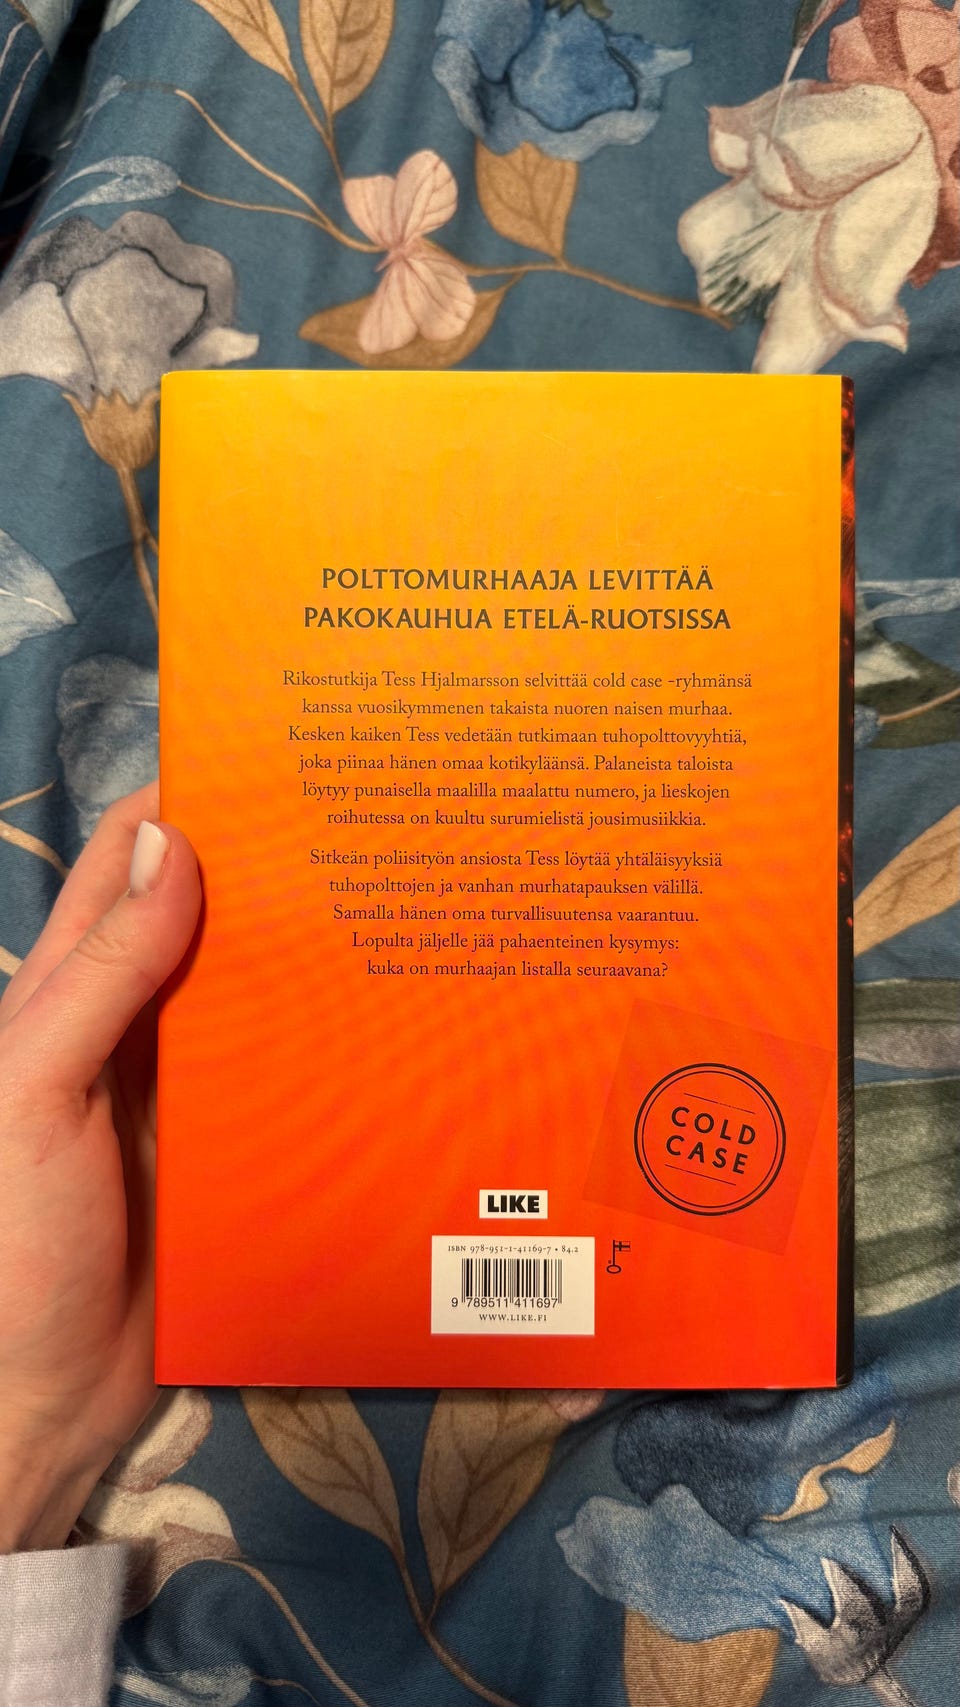 POLTTOMURHAAJA LEVITTÄÄ
PAKOKAUHUA ETELÄ-RUOTSISSA
Rikostutkija Tess Hjalmarsson selvittää cold case -ryhmänsä
kanssa vuosikymmenen takaista nuoren naisen murhaa.
Kesken kaiken Tess vedetään tutkimaan tuhopolttovyyhtiä,
joka piinaa hänen omaa kotikyläänsä. Palaneista taloista
löytyy punaisella maalilla maalattu numero, ja lieskojen
roihutessa on kuultu surumielistä jousimusiikkia.
Sitkeän poliisityön ansiosta Tess löytää yhtäläisyyksiä
tuhopolttojen ja vanhan murhatapauksen välillä.
Samalla hänen oma turvallisuutensa vaarantuu.
Lopulta jäljelle jää pahaenteinen kysymys:
kuka on murhaajan listalla seuraavana?
COLD
CASE
LIKE
ISBN 978-951-1-41169-7 • 84.2
9 789511 411697
WWW.LIKE.FI